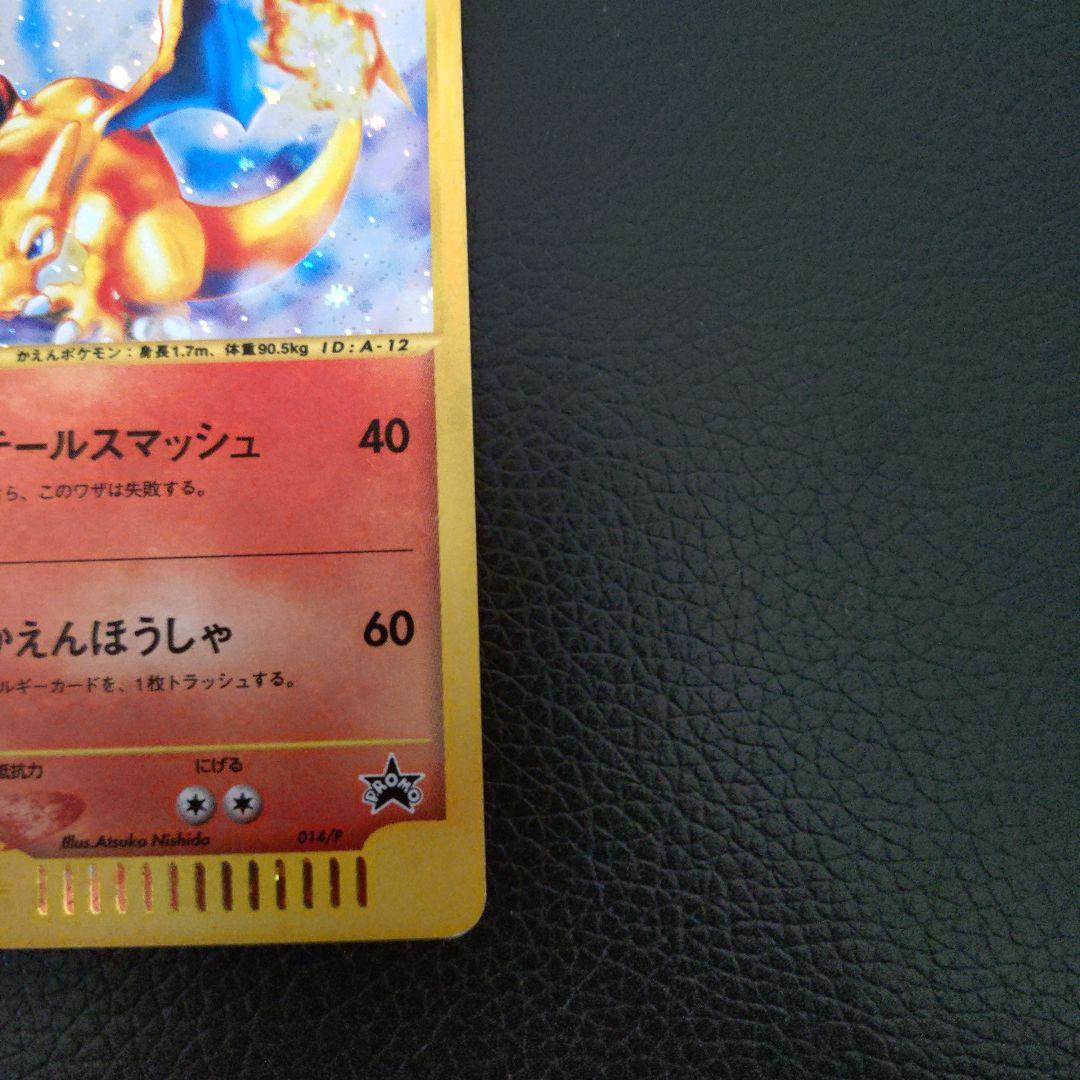 かえんポケモン：身長1.7m、体重90.5kg ID:A-12
テールスマッシュ 40
ら、このワザは失敗する。
かえんほうしゃ 60
ルギーカードを、1枚トラッシュする。
抵抗力 にげる
PROMO
Illus.Atsuko Nishida 014/P